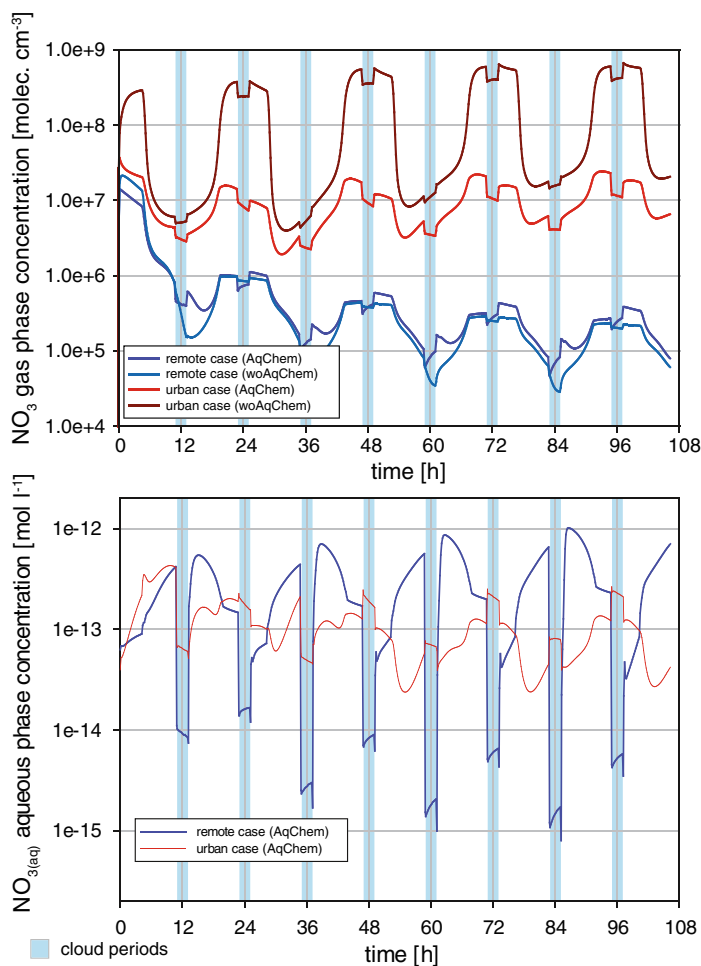 NO3 gas phase concentration [molec. cm-3]
1.0e+9
1.0e+8
1.0e+7
1.0e+6
1.0e+5
1.0e+4
remote case (AqChem)
remote case (woAqChem)
urban case (AqChem)
urban case (woAqChem)
0 12 24 36 48 60 72 84 96 108
time [h]
NO3(aq) aqueous phase concentration [mol l-1]
1e-12
1e-13
1e-14
1e-15
remote case (AqChem)
urban case (AqChem)
0 12 24 36 48 60 72 84 96 108
time [h]
cloud periods